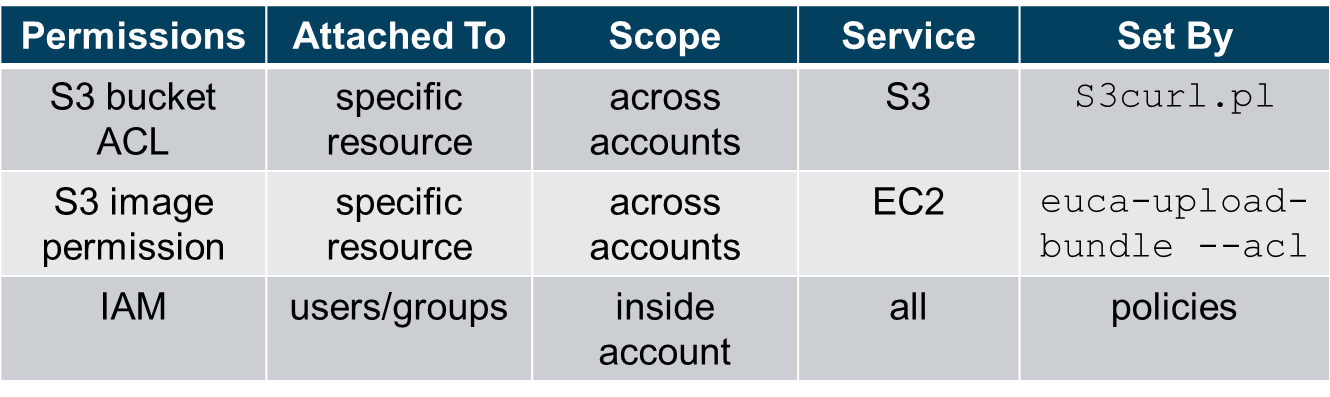 Permissions Attached To Scope Service Set By
S3 bucket ACL specific resource across accounts S3 S3curl.pl
S3 image permission specific resource across accounts EC2 euca-upload-bundle --acl
IAM users/groups inside account all policies